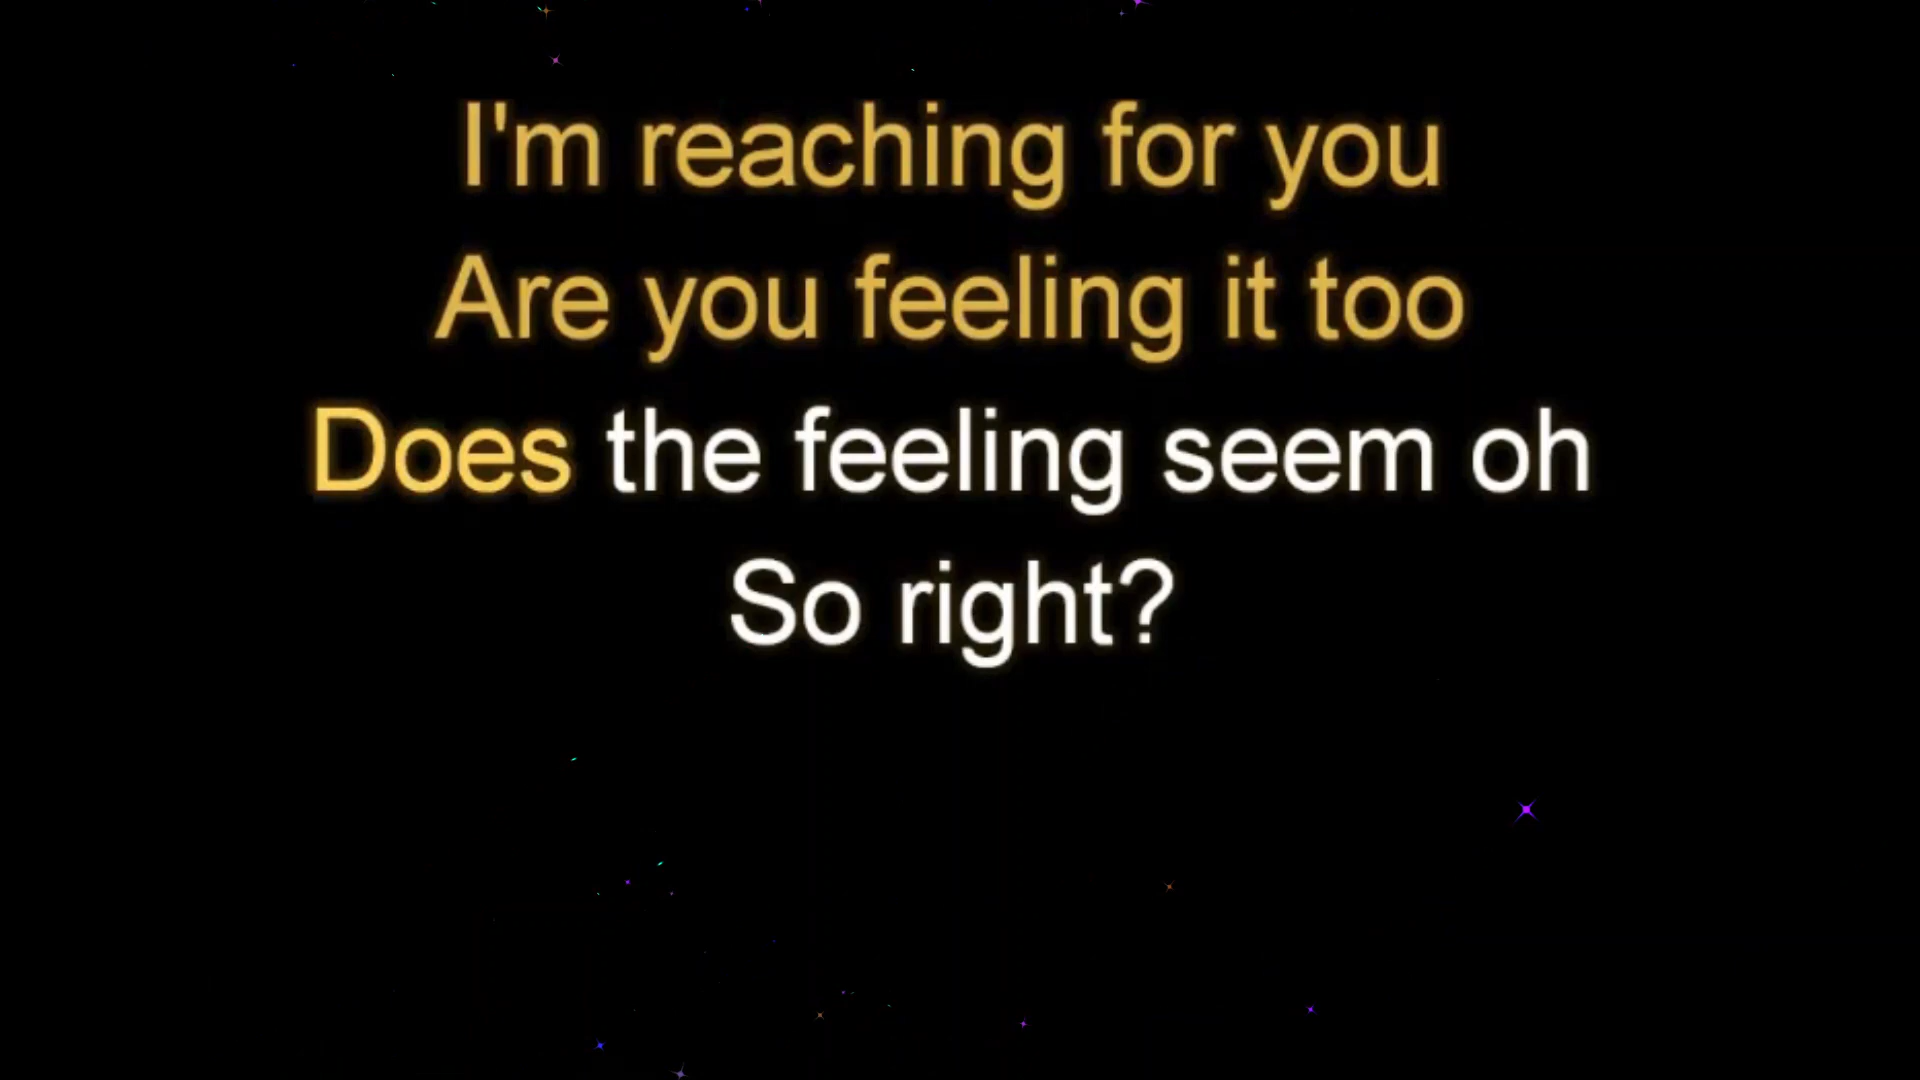 I'm reaching for you
Are you feeling it too
Does the feeling seem oh
So right?